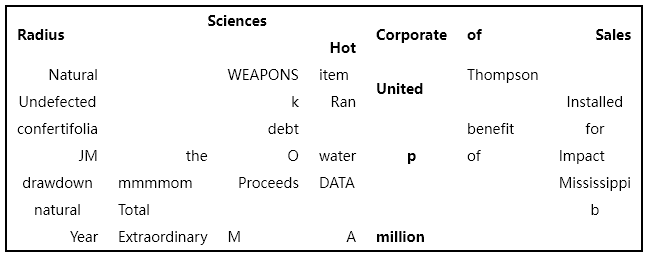 Sciences
Radius Corporate of Sales
Hot
Natural WEAPONS item Thompson
United
Undefected k Ran Installed
confertifolia debt benefit for
JM the O water p of Impact
drawdown mmmmom Proceeds DATA Mississippi
natural Total b
Year Extraordinary M A million